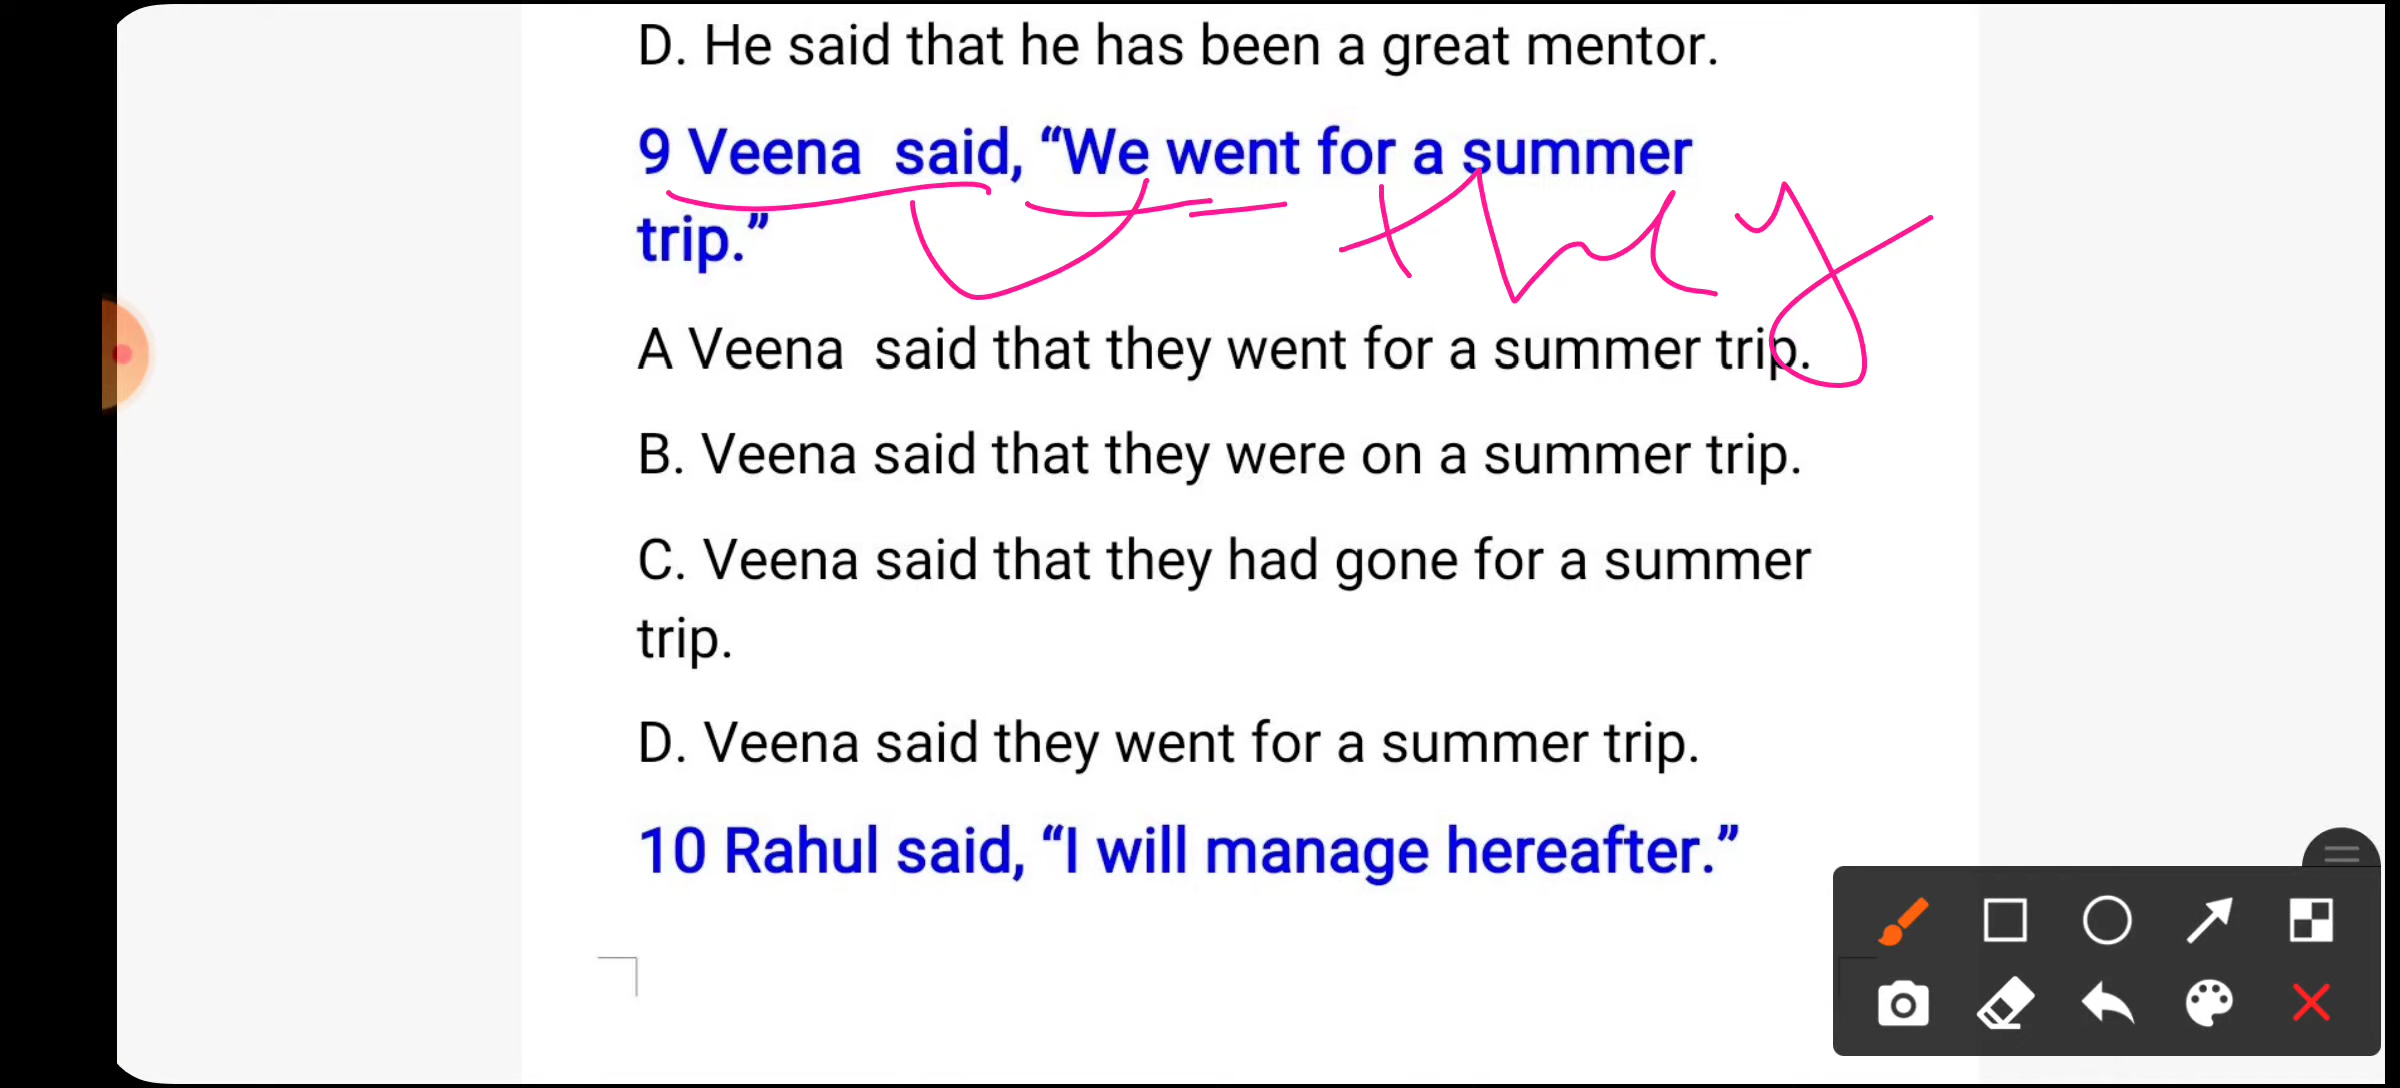 D. He said that he has been a great mentor.
9 Veena said, “We went for a summer
they
trip.”
A Veena said that they went for a summer trip.
B. Veena said that they were on a summer trip.
C. Veena said that they had gone for a summer
trip.
D. Veena said they went for a summer trip.
10 Rahul said, “I will manage hereafter.”